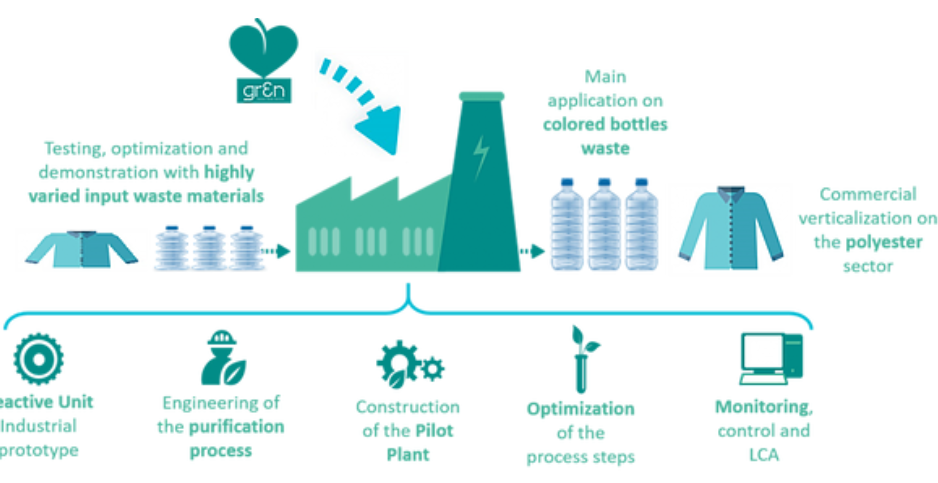 gr3n
Main
application on
colored bottles
waste
Testing, optimization and
demonstration with highly
varied input waste materials
Commercial
verticalization on
the polyester
sector
Unit
Industrial
prototype
Engineering of
the purification
process
Construction
of the Pilot
Plant
Optimization
of the
process steps
Monitoring,
control and
LCA